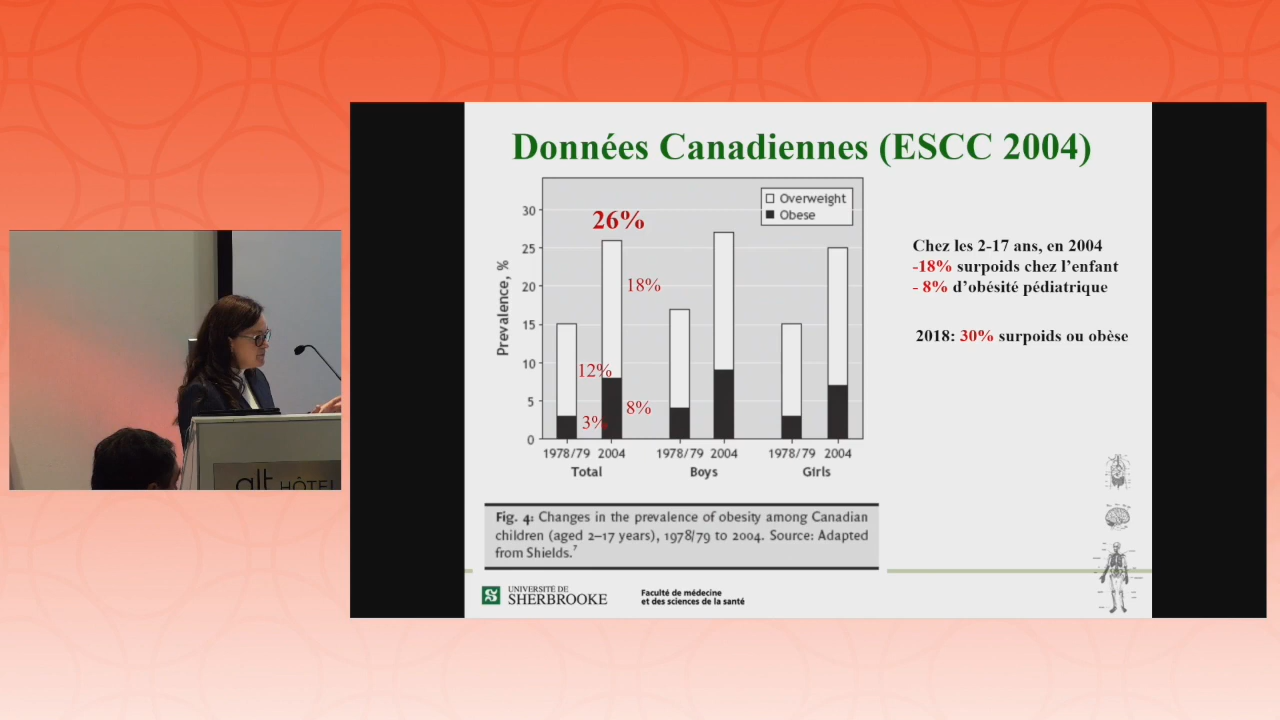 Données Canadiennes (ESCC 2004)
Overweight
Obese
Prevalence, %
30
25
20
15
10
5
0
26%
18%
12%
8%
3%
1978/79 2004 1978/79 2004 1978/79 2004
Total Boys Girls
Chez les 2-17 ans, en 2004
-18% surpoids chez l'enfant
- 8% d'obésité pédiatrique
2018: 30% surpoids ou obèse
Fig. 4: Changes in the prevalence of obesity among Canadian
children (aged 2–17 years), 1978/79 to 2004. Source: Adapted
from Shields.7
UNIVERSITÉ DE
SHERBROOKE
Faculté de médecine
et des sciences de la santé
alt HÔTEL